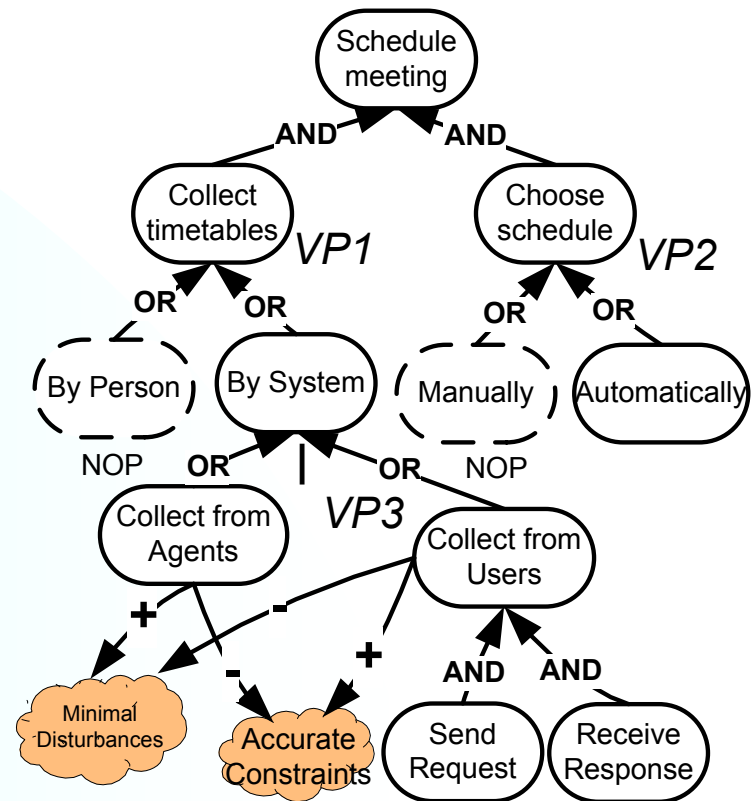 Schedule
meeting
AND
AND
Collect
timetables
VP1
Choose
schedule
VP2
OR
OR
OR
OR
By Person
By System
Manually
Automatically
NOP
NOP
OR
|
OR
Collect from
Agents
VP3
Collect from
Users
+
-
-
+
AND
AND
Minimal
Disturbances
Accurate
Constraints
Send
Request
Receive
Response